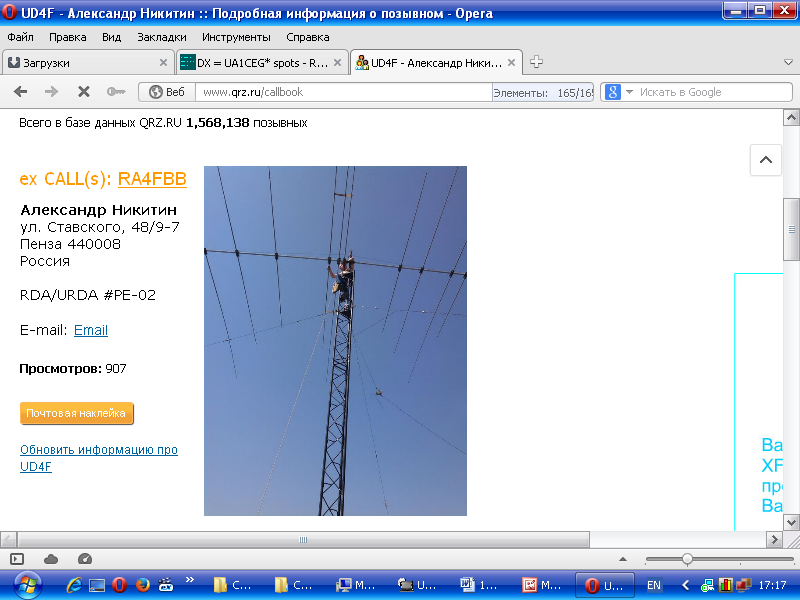 UD4F - Александр Никитин :: Подробная информация о позывном - Opera
Файл Правка Вид Закладки Инструменты Справка
Загрузки
DX = UA1CEG* spots - R...
UD4F - Александр Ники...
Веб
www.qrz.ru/callbook
Элементы: 165/165
Искать в Google
Всего в базе данных QRZ.RU 1,568,138 позывных
ex CALL(s): RA4FBB
Александр Никитин
ул. Ставского, 48/9-7
Пенза 440008
Россия
RDA/URDA #PE-02
E-mail: Email
Просмотров: 907
Почтовая наклейка
Обновить информацию про
UD4F
Ва
XF
про
Ва
C... C... M... U... 1... M... U... EN 17:17